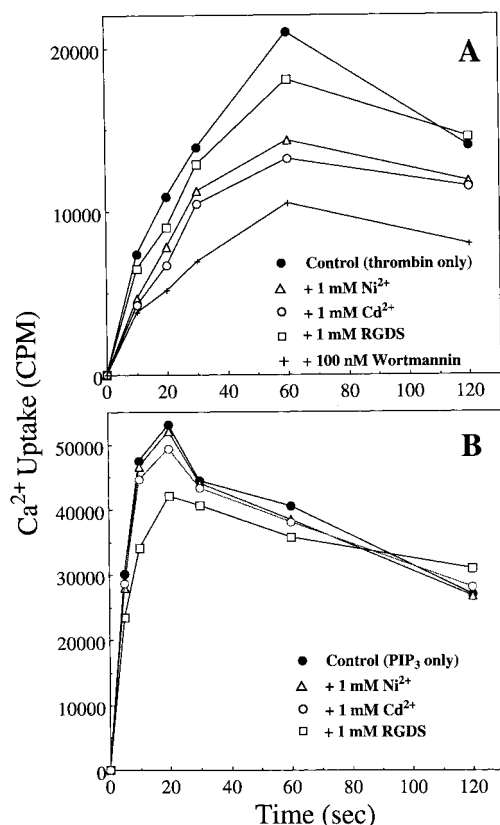 A
20000
10000
0
● Control (thrombin only)
△ + 1 mM Ni²⁺
○ + 1 mM Cd²⁺
□ + 1 mM RGDS
+ + 100 nM Wortmannin
0 20 40 60 80 100 120
Ca²⁺ Uptake (CPM)
B
50000
40000
30000
20000
10000
0
● Control (PIP₃ only)
△ + 1 mM Ni²⁺
○ + 1 mM Cd²⁺
□ + 1 mM RGDS
0 20 40 60 80 100 120
Time (sec)